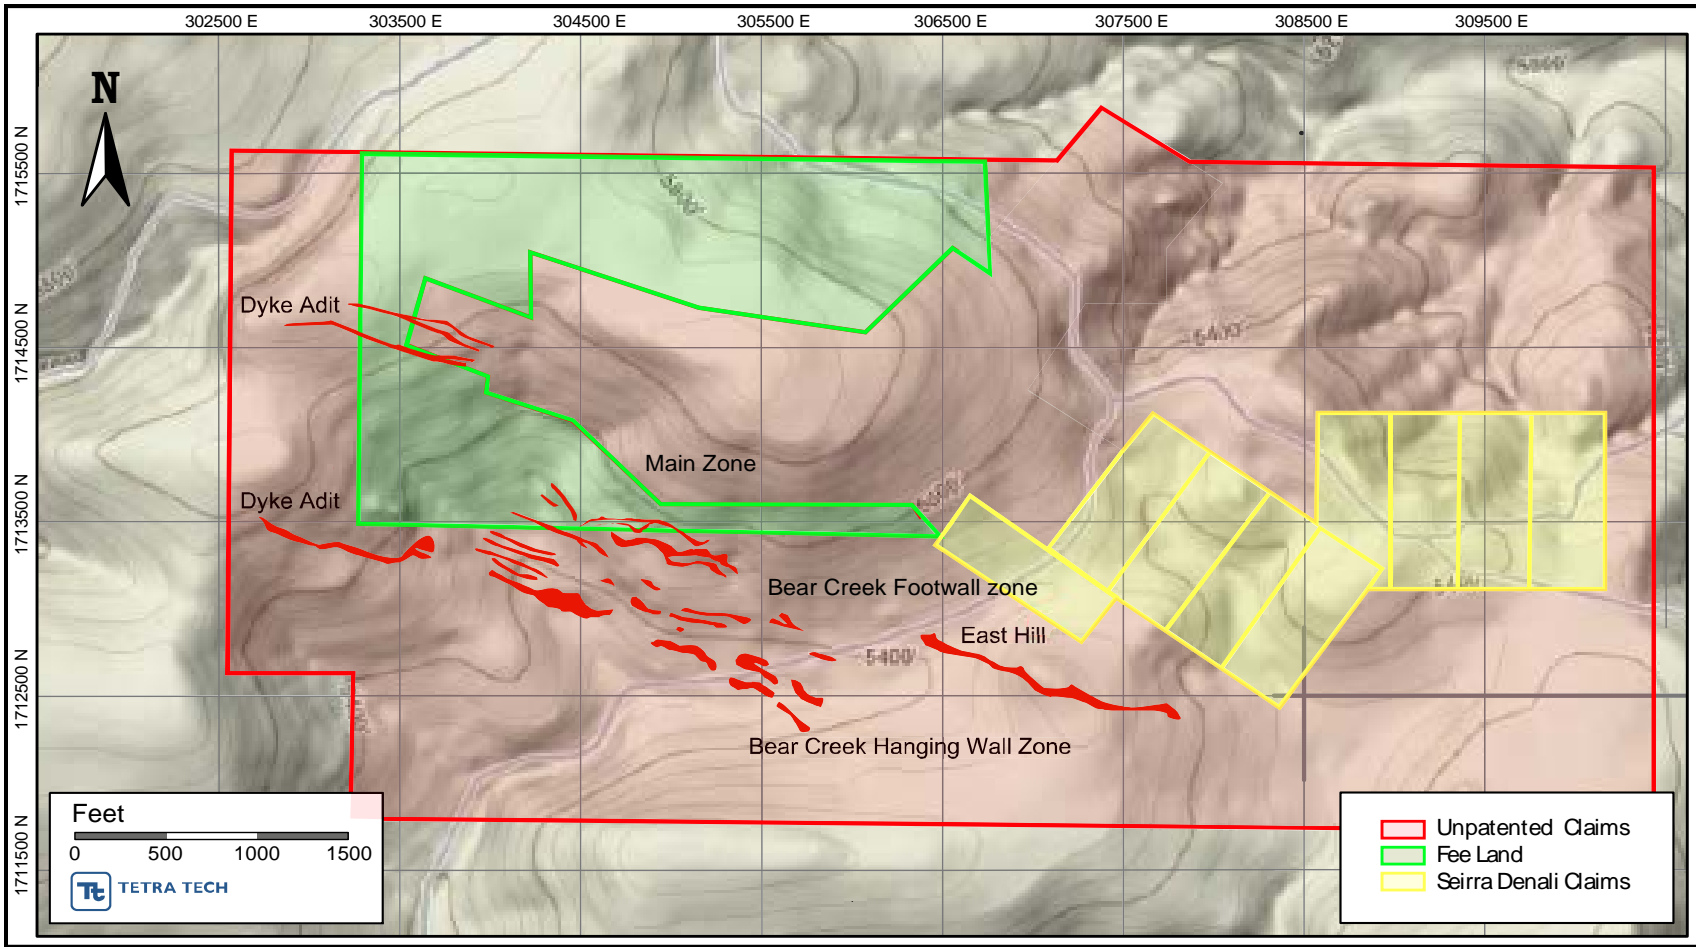 302500 E 303500 E 304500 E 305500 E 306500 E 307500 E 308500 E 309500 E
N
1715500 N
1714500 N
1713500 N
1712500 N
1711500 N
5400'
Dyke Adit
Main Zone
Dyke Adit
Bear Creek Footwall zone
East Hill
5400'
Bear Creek Hanging Wall Zone
Feet
0 500 1000 1500
Tt TETRA TECH
Unpatented Claims
Fee Land
Seirra Denali Claims